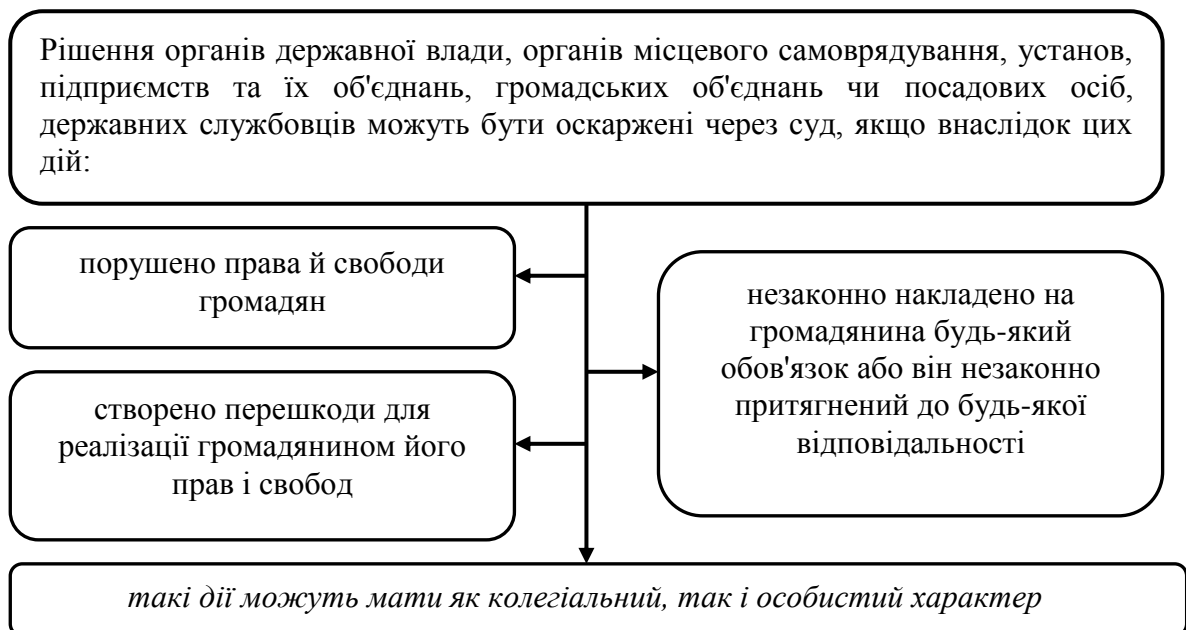 Рішення органів державної влади, органів місцевого самоврядування, установ,
підприємств та їх об'єднань, громадських об'єднань чи посадових осіб,
державних службовців можуть бути оскаржені через суд, якщо внаслідок цих
дій:
порушено права й свободи
громадян
створено перешкоди для
реалізації громадянином його
прав і свобод
незаконно накладено на
громадянина будь-який
обов'язок або він незаконно
притягнений до будь-якої
відповідальності
такі дії можуть мати як колегіальний, так і особистий характер